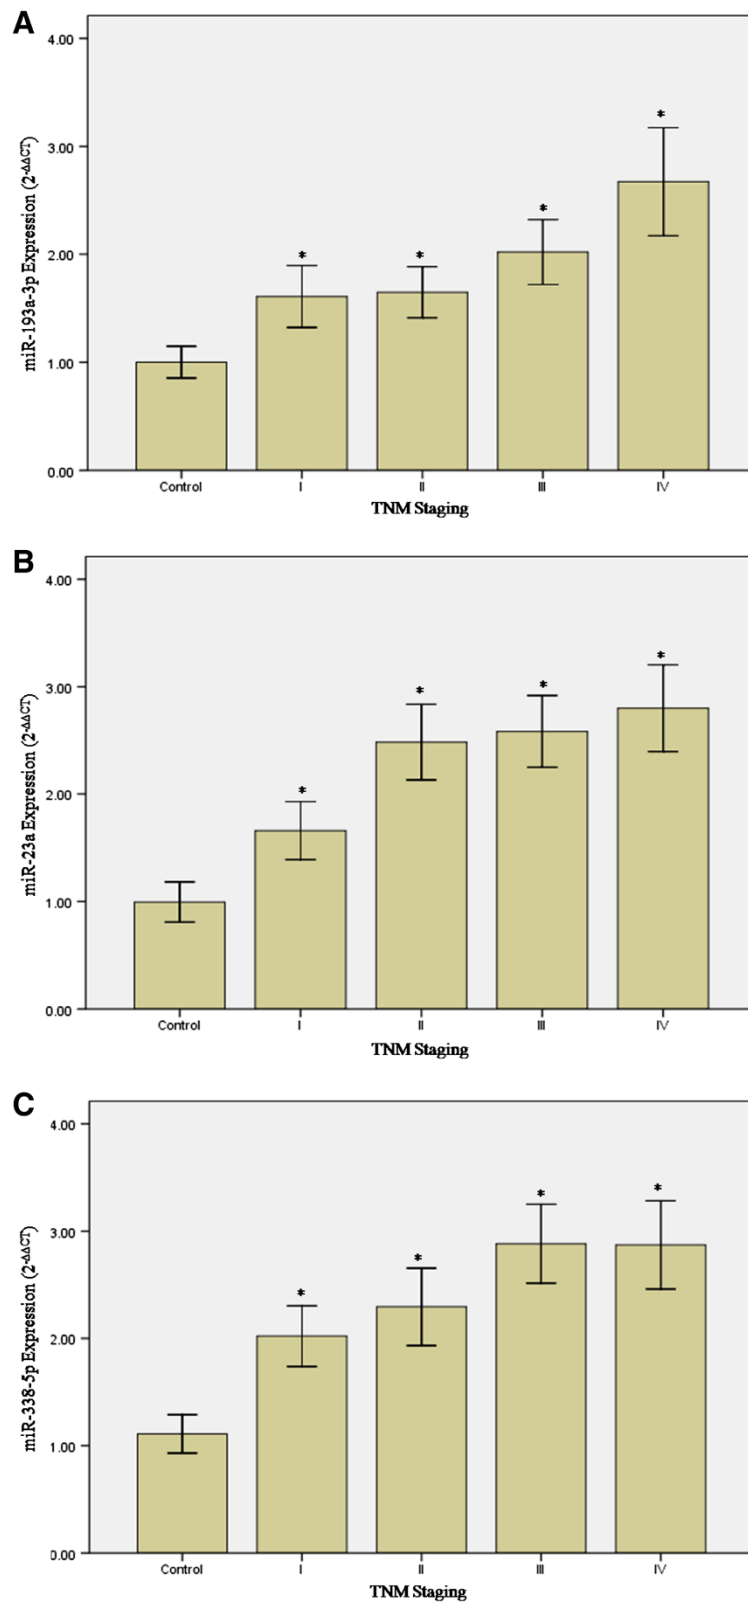 A
4.00
*
3.00
*
*
*
2.00
1.00
0.00
miR-193a-3p Expression (2-ΔΔCT)
Control I II III IV
TNM Staging
B
4.00
*
*
*
3.00
*
2.00
1.00
0.00
miR-23a Expression (2-ΔΔCT)
Control I II III IV
TNM Staging
C
4.00
*
*
*
3.00
*
2.00
1.00
0.00
miR-338-5p Expression (2-ΔΔCT)
Control I II III IV
TNM Staging